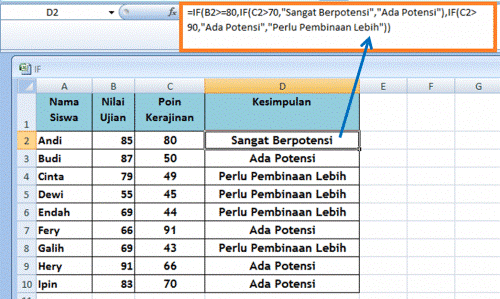 D2 fx =IF(B2>=80,IF(C2>70,"Sangat Berpotensi","Ada Potensi"),IF(C2>
90,"Ada Potensi","Perlu Pembinaan Lebih"))
IF
A B C D E F G
1 Nama Siswa Nilai Ujian Poin Kerajinan Kesimpulan
2 Andi 85 80 Sangat Berpotensi
3 Budi 87 50 Ada Potensi
4 Cinta 79 49 Perlu Pembinaan Lebih
5 Dewi 55 45 Perlu Pembinaan Lebih
6 Endah 69 44 Perlu Pembinaan Lebih
7 Fery 66 91 Ada Potensi
8 Galih 69 43 Perlu Pembinaan Lebih
9 Hery 91 66 Ada Potensi
10 Ipin 83 70 Ada Potensi